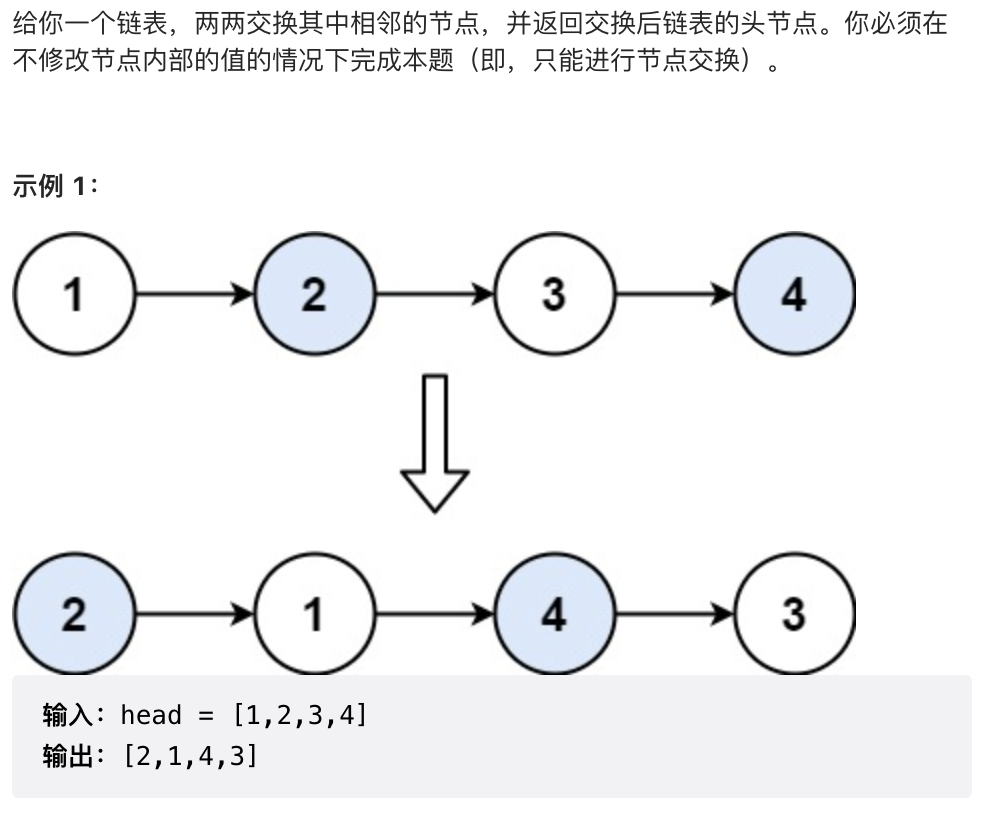 给你一个链表，两两交换其中相邻的节点，并返回交换后链表的头节点。你必须在
不修改节点内部的值的情况下完成本题（即，只能进行节点交换）。
示例 1：
1 2 3 4
2 1 4 3
输入：head = [1,2,3,4]
输出：[2,1,4,3]